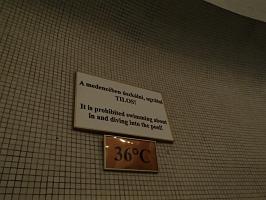 A medencében úszkálni, ugrálni
TILOS!
It is prohibited swimming about
in and diving into the pool!
36°C